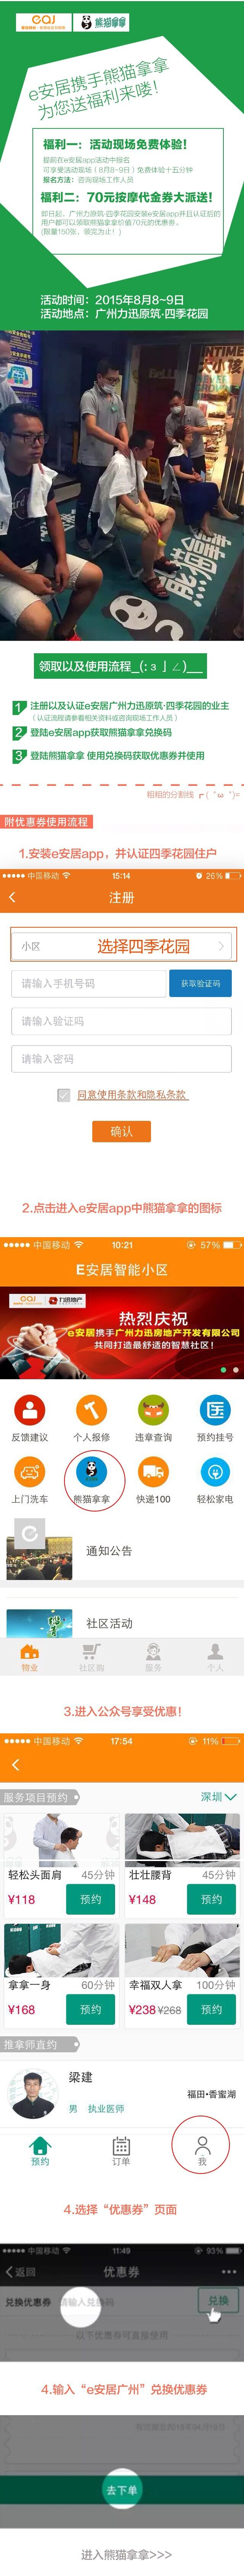 CQJ 熊猫拿拿
e安居携手熊猫拿拿
为您送福利来喽！
福利一：活动现场免费体验！
提前在e安居app活动中报名
可享受活动现场（8月8~9日）免费体验十五分钟
报名方法：咨询现场工作人员
福利二：70元按摩代金券大派送！
即日起，广州力迅原筑·四季花园安装e安居app并且认证后的
用户都可以领取熊猫拿拿价值70元的优惠券。
(限量150张，领完为止！)
活动时间：2015年8月8~9日
活动地点：广州力迅原筑·四季花园
INTIME
大小孩
熊猫拿拿
领取以及使用流程_(:з」∠)__
1 注册以及认证e安居广州力迅原筑·四季花园的业主
（认证流程请参看相关资料或咨询现场工作人员）
2 登陆e安居app获取熊猫拿拿兑换码
3 登陆熊猫拿拿 使用兑换码获取优惠券并使用
粗粗的分割线 ┏ (゜ω゜)=
附优惠券使用流程
1.安装e安居app，并认证四季花园住户
中国移动 15:14 26%
注册
小区 选择四季花园
请输入手机号码 获取验证码
请输入验证吗
请输入密码
同意使用条款和隐私条款
确认
2.点击进入e安居app中熊猫拿拿的图标
中国移动 10:21 57%
E安居智能小区
CQJ 力迅地产
热烈庆祝
e安居携手广州力迅房地产开发有限公司
共同打造最舒适的智慧社区！
反馈建议 个人报修 违章查询 预约挂号
上门洗车 熊猫拿拿 快递100 轻松家电
通知公告
社区活动
物业 社区购 服务 个人
3.进入公众号享受优惠！
中国移动 17:54 11%
服务项目预约 深圳
轻松头面肩 45分钟 壮壮腰背 45分钟
¥118 预约 ¥148 预约
拿拿一身 60分钟 幸福双人拿 100分钟
¥168 预约 ¥238 ¥268 预约
推拿师直约
梁建
男 执业医师 福田•香蜜湖
预约 订单 我
4.选择“优惠券”页面
中国移动 11:49 93%
返回 优惠券
兑换优惠券 请输入兑换码 兑换
以下优惠券可直接使用
4.输入“e安居广州”兑换优惠券
去下单
进入熊猫拿拿>>>